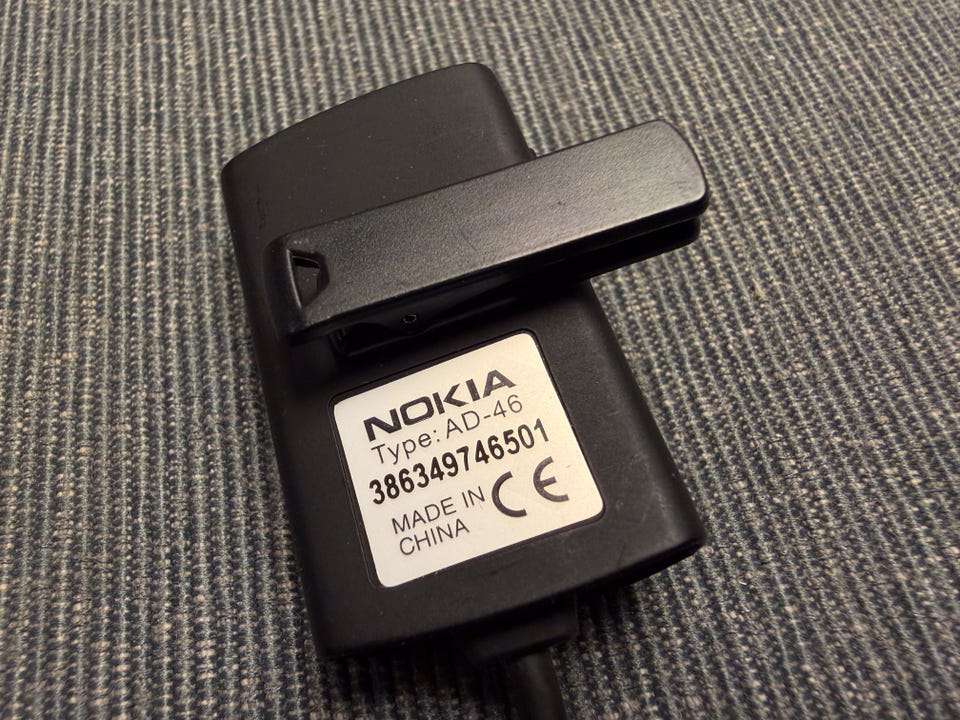 NOKIA
Type: AD-46
386349746501
MADE IN
CHINA
CE